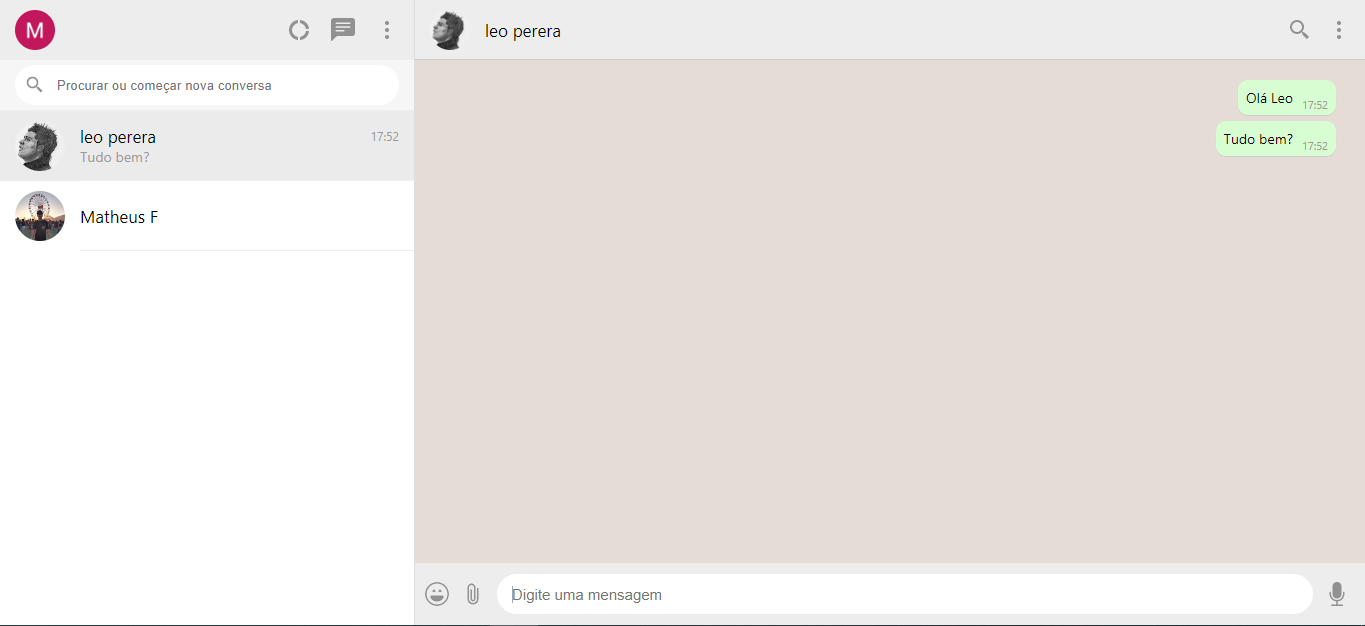 M
Procurar ou começar nova conversa
leo perera
17:52
Tudo bem?
Matheus F
leo perera
Olá Leo 17:52
Tudo bem? 17:52
Digite uma mensagem